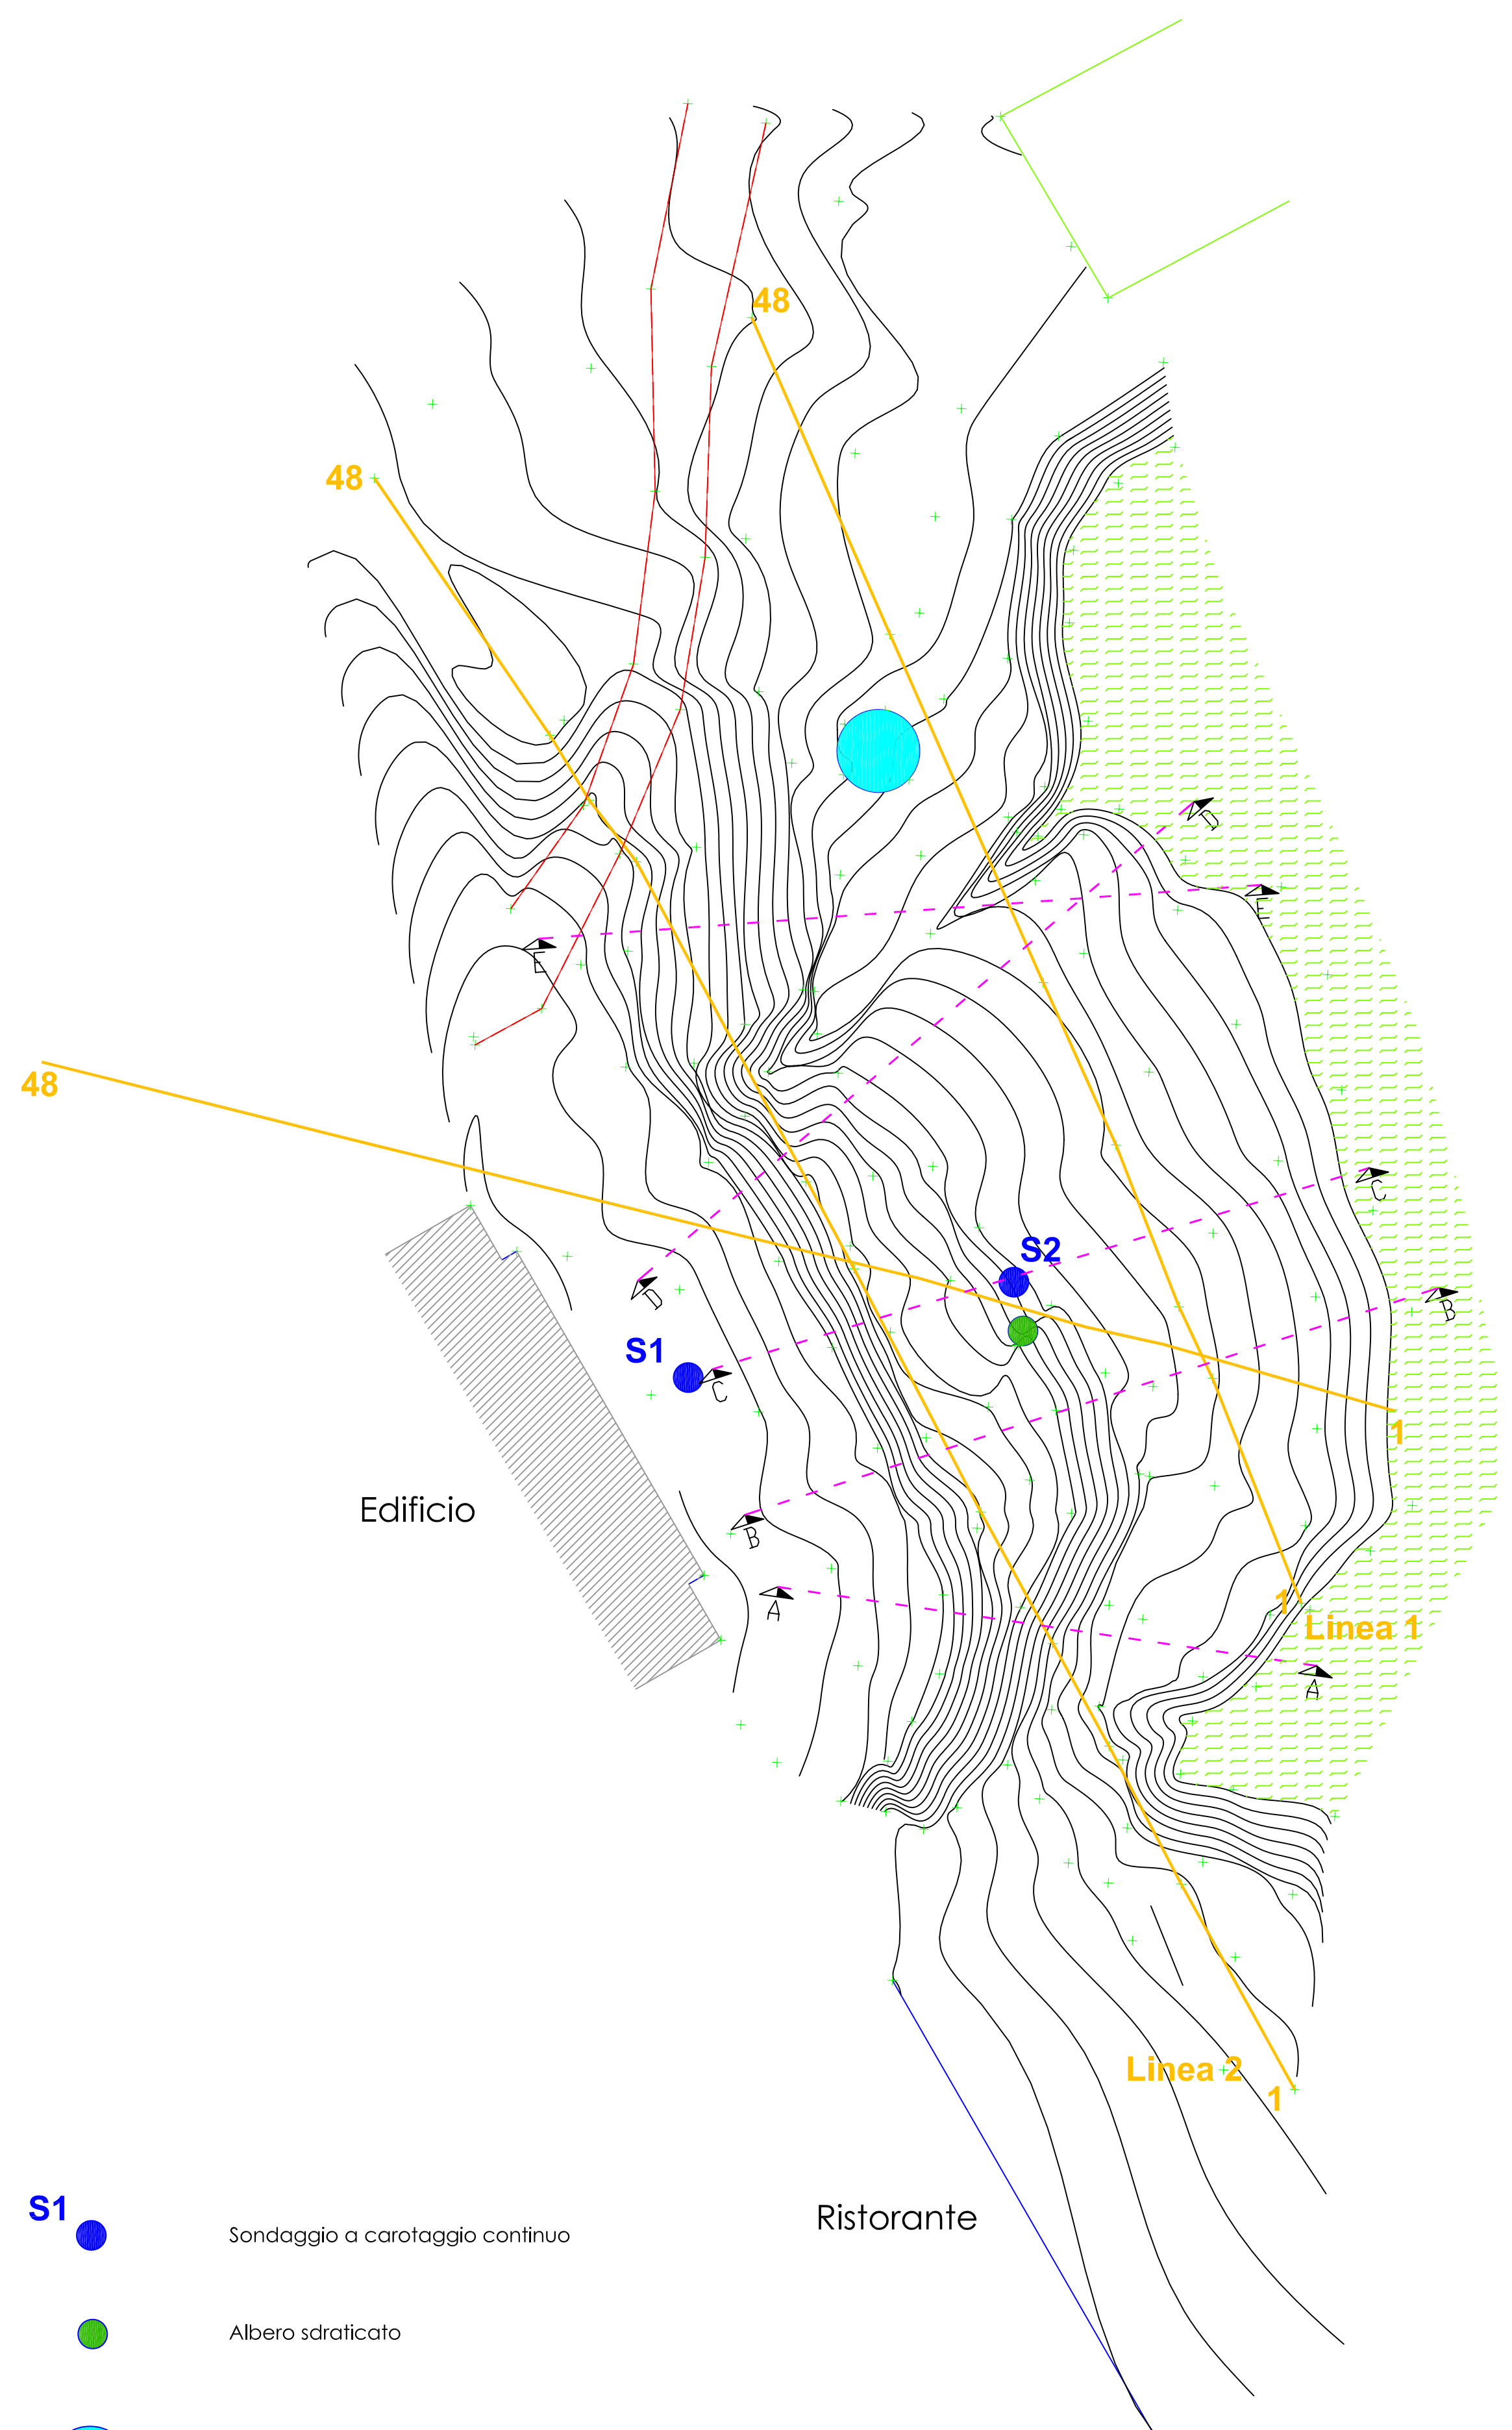 48
48
D
E
E
48
C
S2
B
D
S1
C
1
Edificio
B
A
1
Linea 1
A
Linea 2
1
S1
Ristorante
Sondaggio a carotaggio continuo
Albero sdraticato